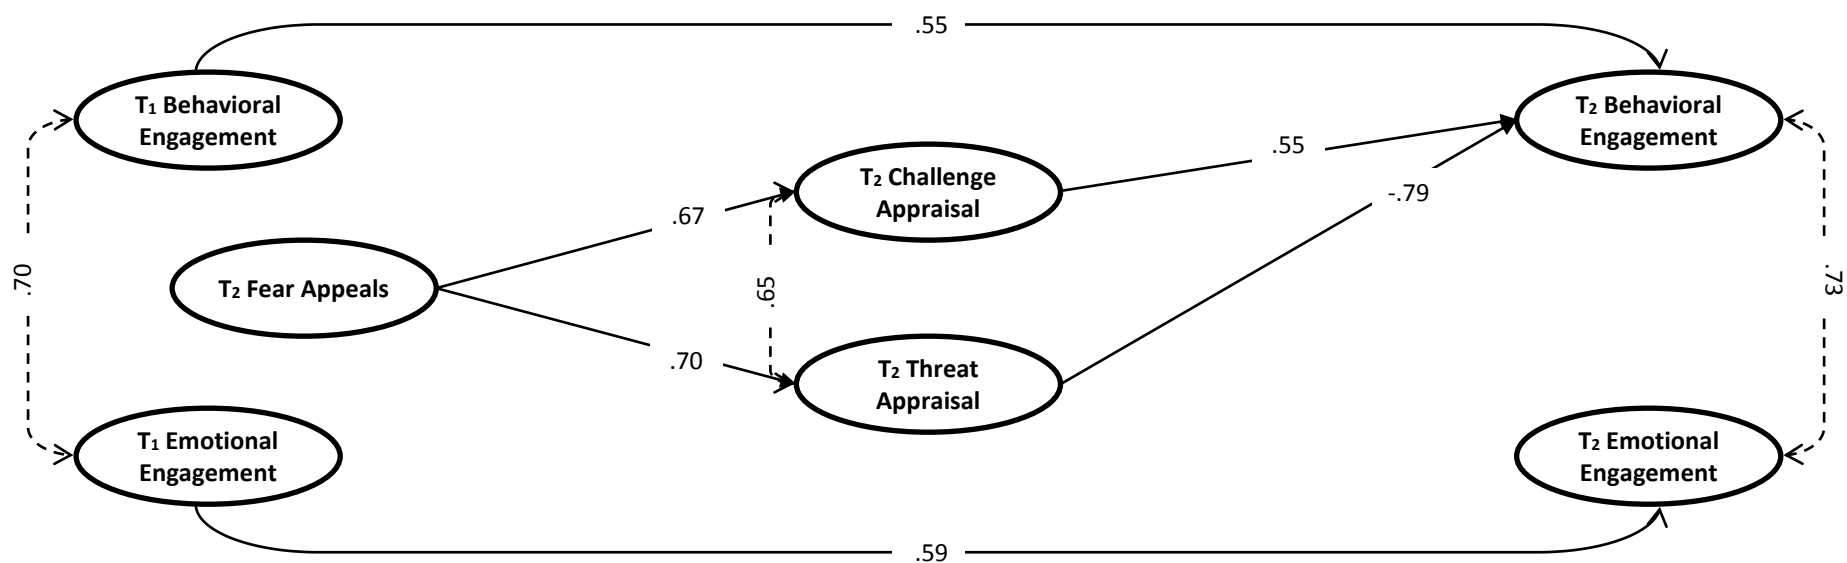 .55
T₁ Behavioral
Engagement
T₂ Behavioral
Engagement
.55
T₂ Challenge
Appraisal
-.79
.67
.70
T₂ Fear Appeals
.65
.73
.70
T₂ Threat
Appraisal
T₁ Emotional
Engagement
T₂ Emotional
Engagement
.59